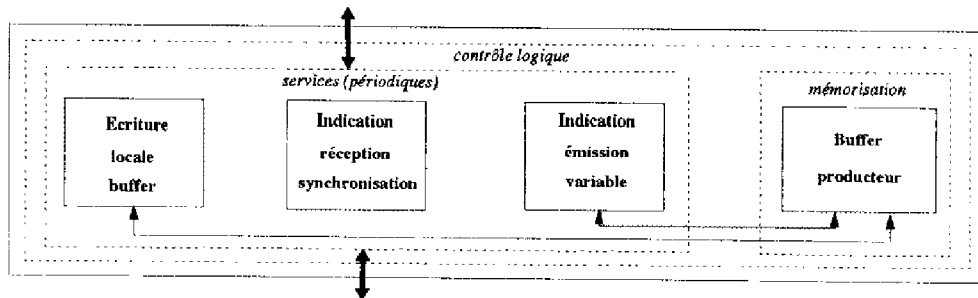 contrôle logique
services (périodiques)
mémorisation
Ecriture
locale
buffer
Indication
réception
synchronisation
Indication
émission
variable
Buffer
producteur